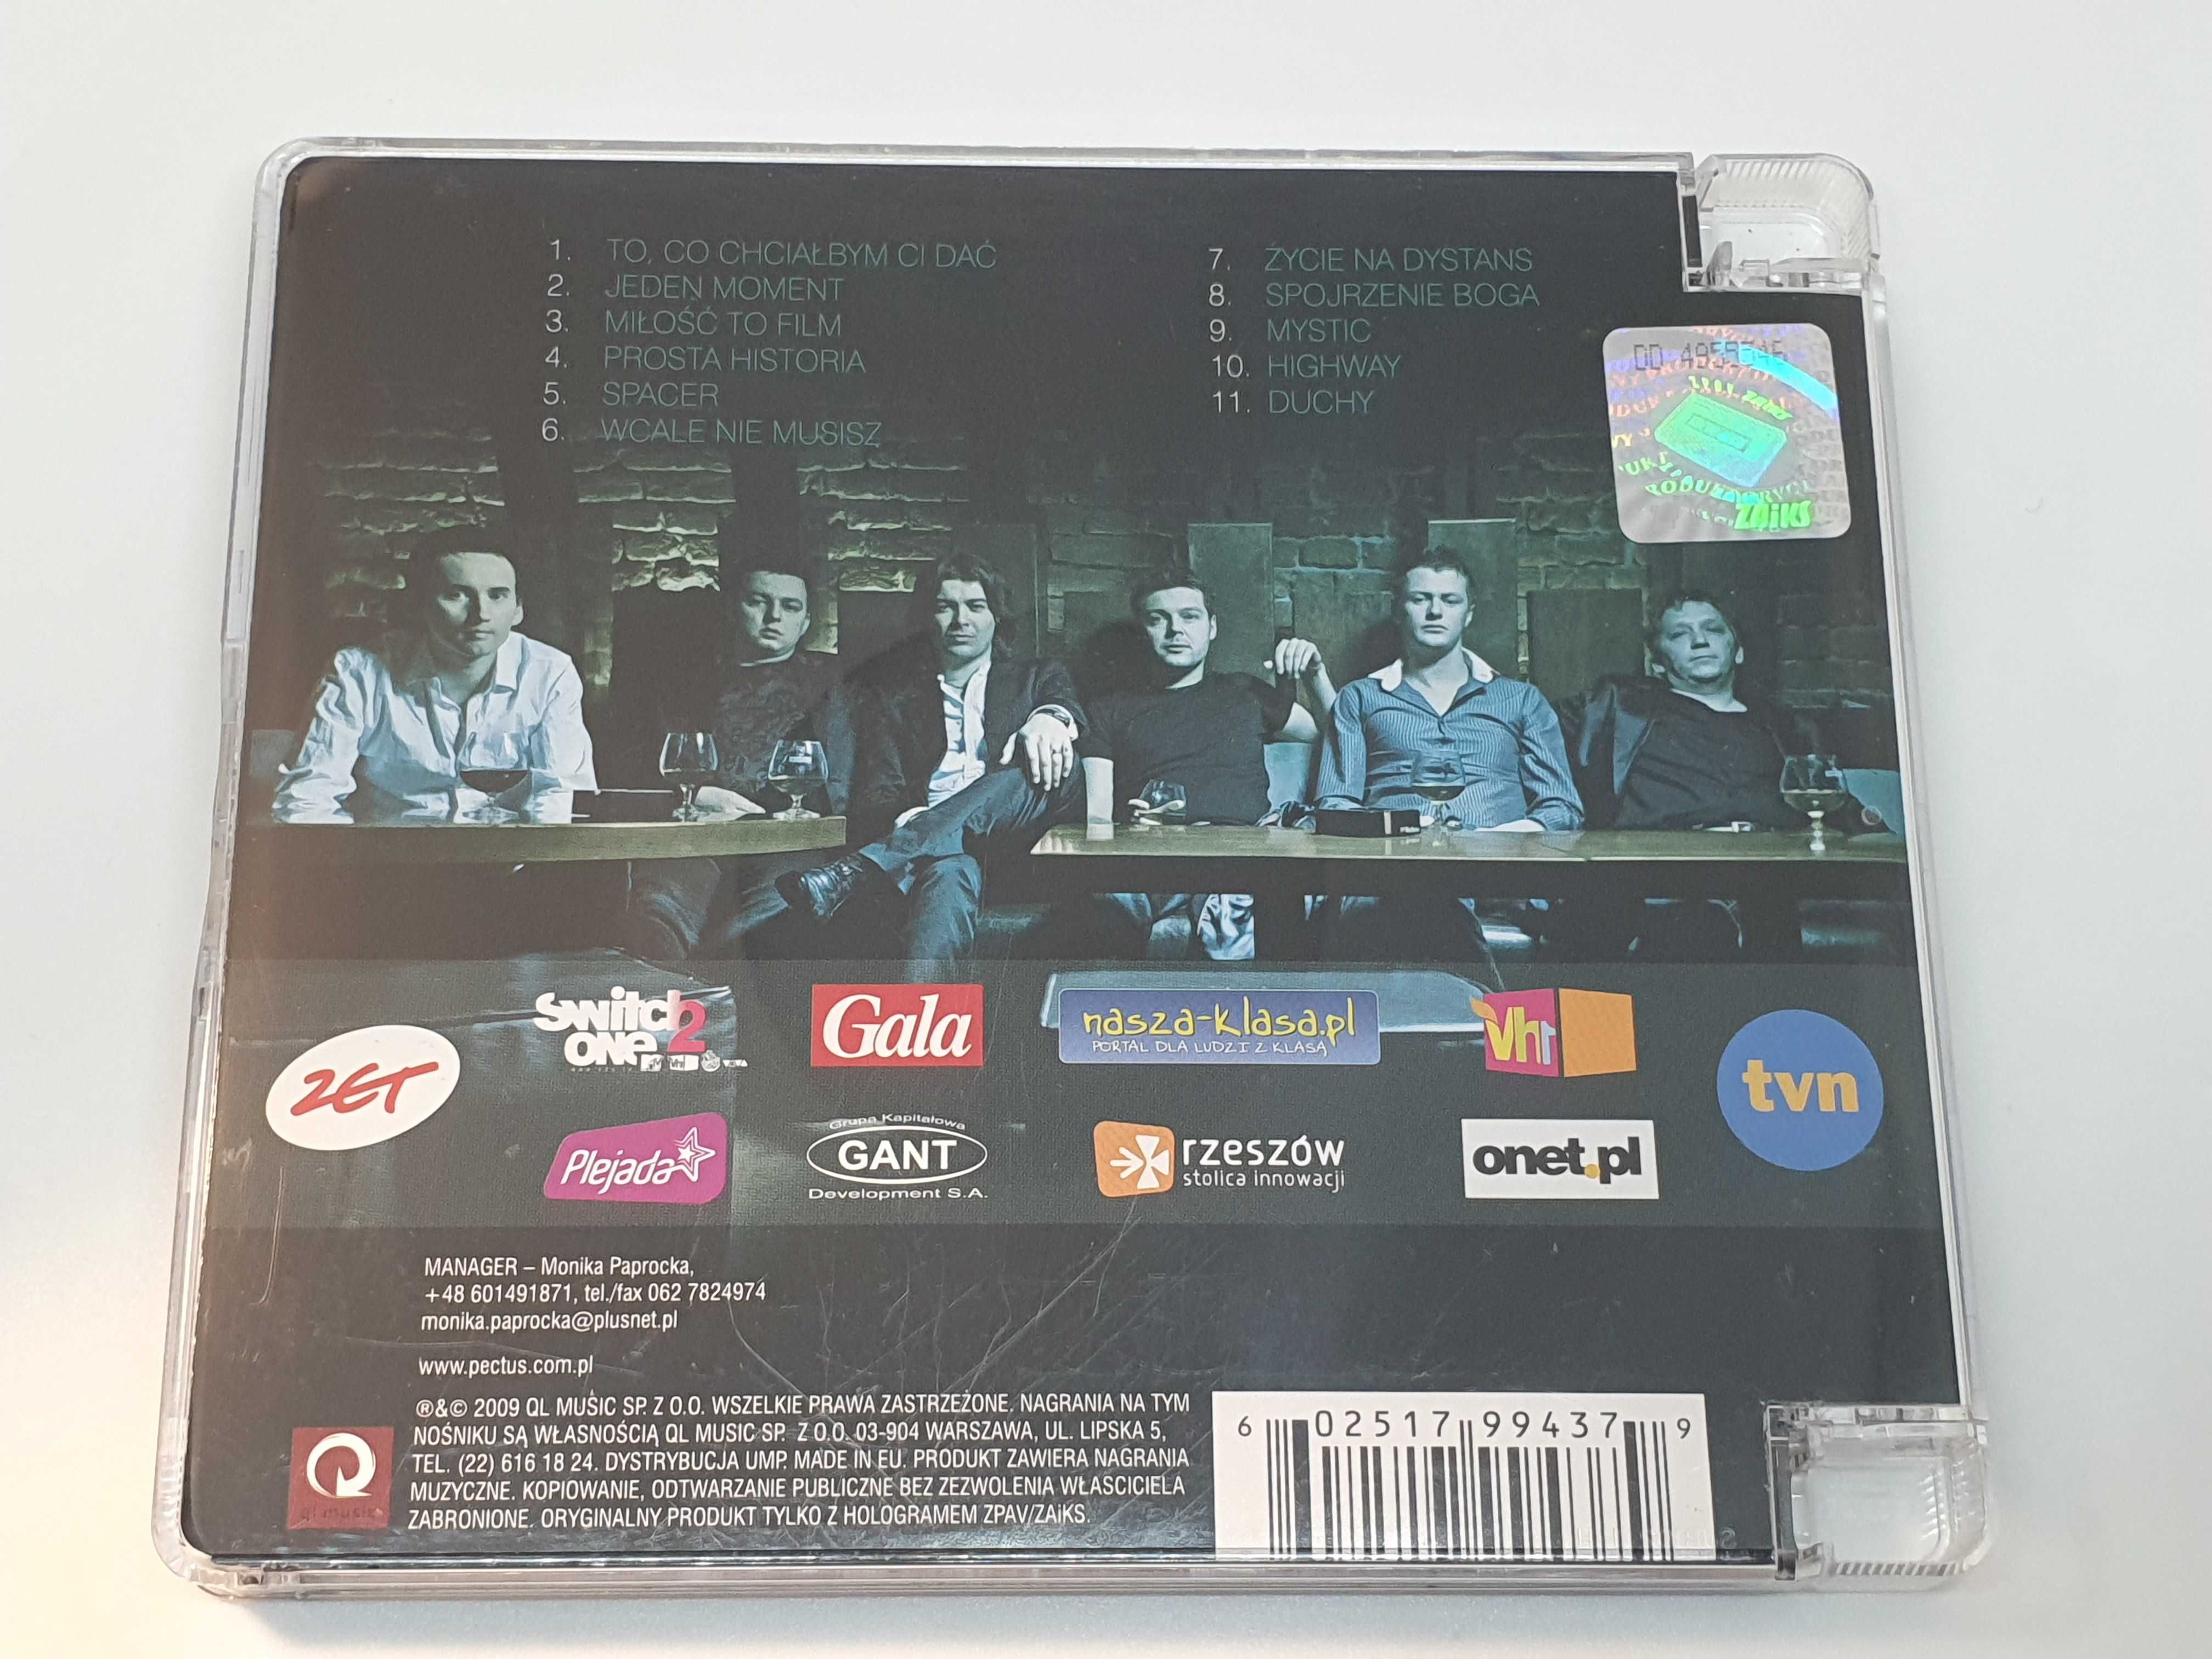 1. TO, CO CHCIAŁBYM CI DAĆ
2. JEDEN MOMENT
3. MIŁOŚĆ TO FILM
4. PROSTA HISTORIA
5. SPACER
6. WCALE NIE MUSISZ
7. ŻYCIE NA DYSTANS
8. SPOJRZENIE BOGA
9. MYSTIC
10. HIGHWAY
11. DUCHY
ZAiKS
ZET
Switch
2
ONe
Gala
nasza-klasa.pl
PORTAL DLA LUDZI Z KLASĄ
Vh1
tvn
Plejada
Grupa Kapitałowa
GANT
Development S.A.
rzeszów
stolica innowacji
onet.pl
MANAGER – Monika Paprocka,
+48 601491871, tel./fax 062 7824974
monika.paprocka@plusnet.pl
www.pectus.com.pl
®&© 2009 QL MUSIC SP. Z O.O. WSZELKIE PRAWA ZASTRZEŻONE. NAGRANIA NA TYM
NOŚNIKU SĄ WŁASNOŚCIĄ QL MUSIC SP. Z O.O. 03-904 WARSZAWA, UL. LIPSKA 5,
TEL. (22) 616 18 24. DYSTRYBUCJA UMP. MADE IN EU. PRODUKT ZAWIERA NAGRANIA
MUZYCZNE. KOPIOWANIE, ODTWARZANIE PUBLICZNE BEZ ZEZWOLENIA WŁASCICIELA
ZABRONIONE. ORYGINALNY PRODUKT TYLKO Z HOLOGRAMEM ZPAV/ZAiKS.
ql music
6 02517 99437 9